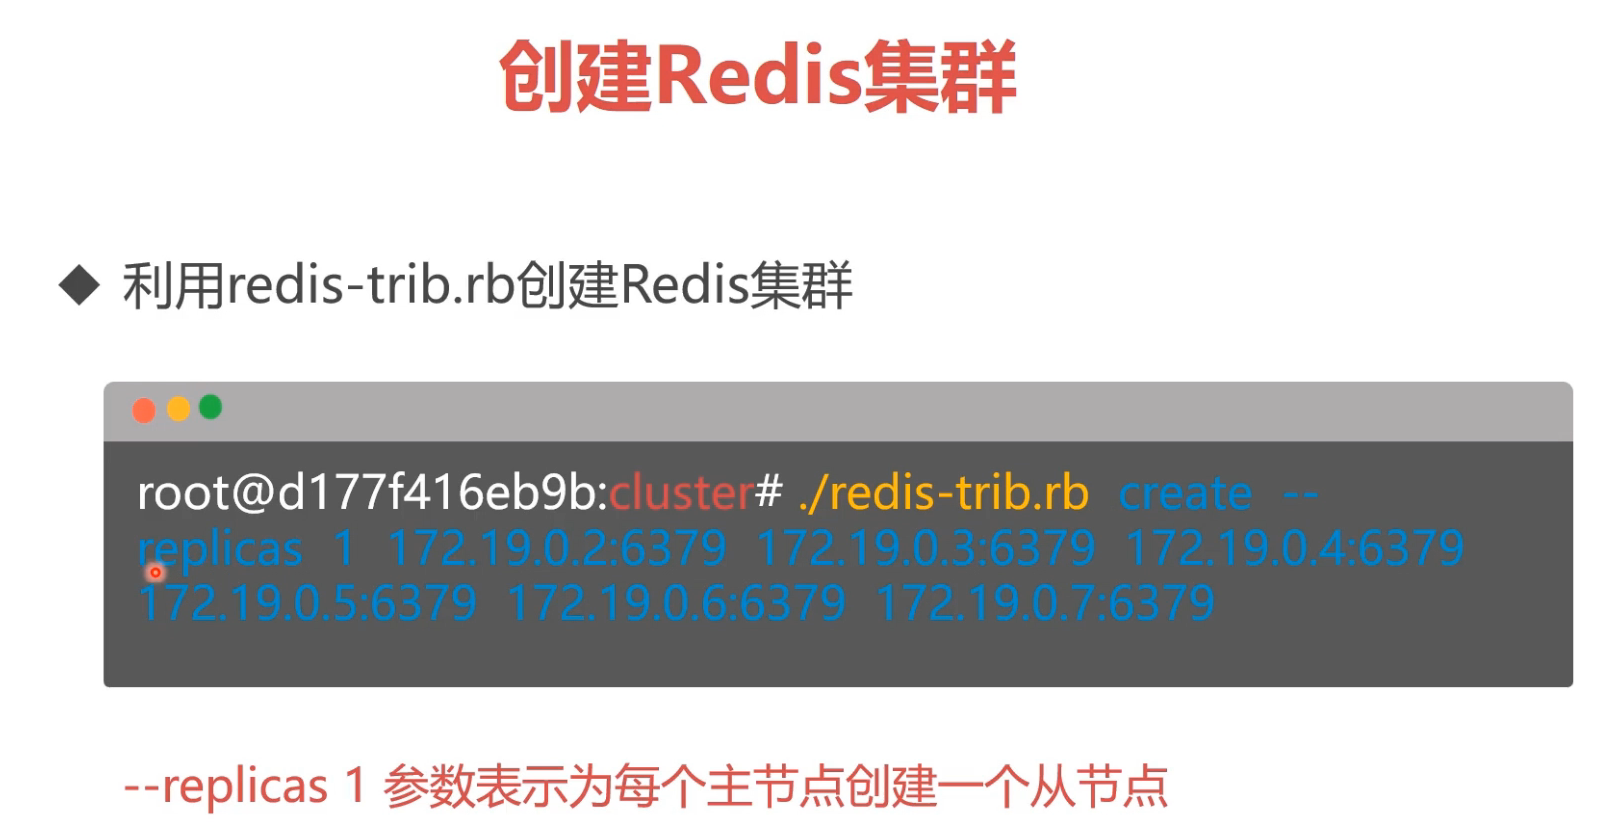 创建Redis集群
利用redis-trib.rb创建Redis集群
root@d177f416eb9b:cluster# ./redis-trib.rb create --
replicas 1 172.19.0.2:6379 172.19.0.3:6379 172.19.0.4:6379
172.19.0.5:6379 172.19.0.6:6379 172.19.0.7:6379
--replicas 1 参数表示为每个主节点创建一个从节点